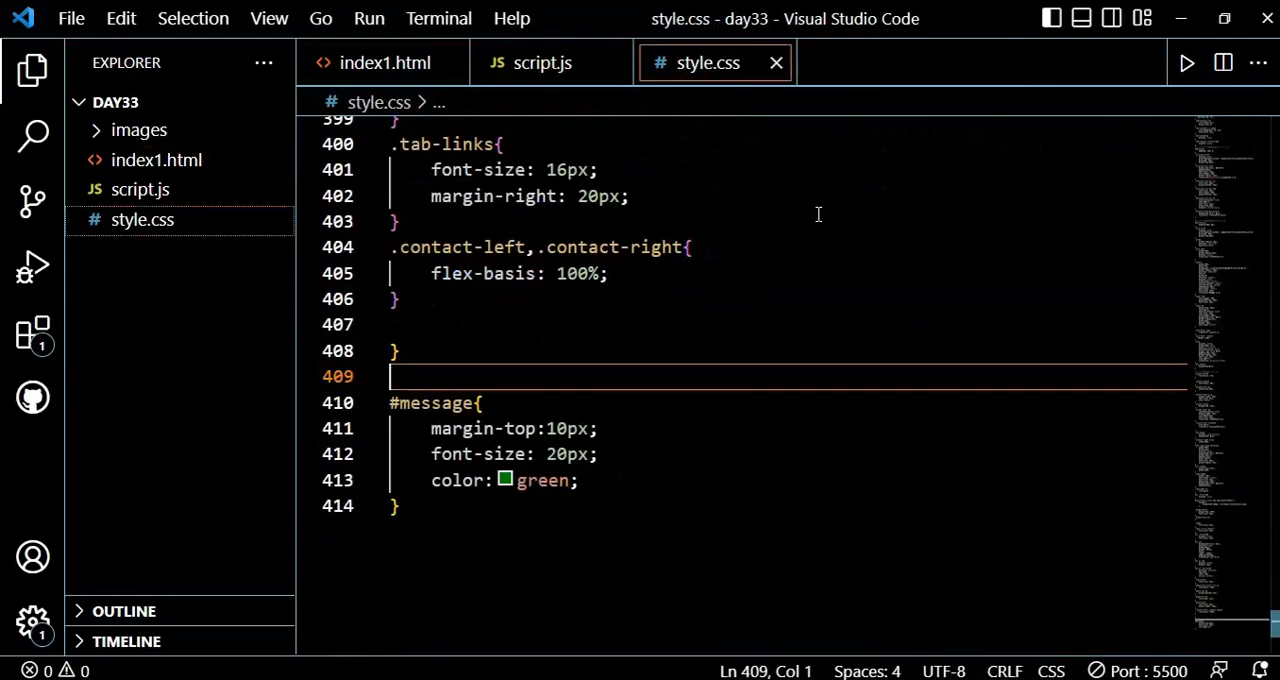 File Edit Selection View Go Run Terminal Help style.css - day33 - Visual Studio Code
EXPLORER
DAY33
images
index1.html
JS script.js
# style.css
OUTLINE
TIMELINE
1
1
<> index1.html JS script.js # style.css
# style.css > ...
399 }
400 .tab-links{
401 font-size: 16px;
402 margin-right: 20px;
403 }
404 .contact-left,.contact-right{
405 flex-basis: 100%;
406 }
407
408 }
409
410 #message{
411 margin-top:10px;
412 font-size: 20px;
413 color: green;
414 }
0 0 Ln 409, Col 1 Spaces: 4 UTF-8 CRLF CSS Port : 5500